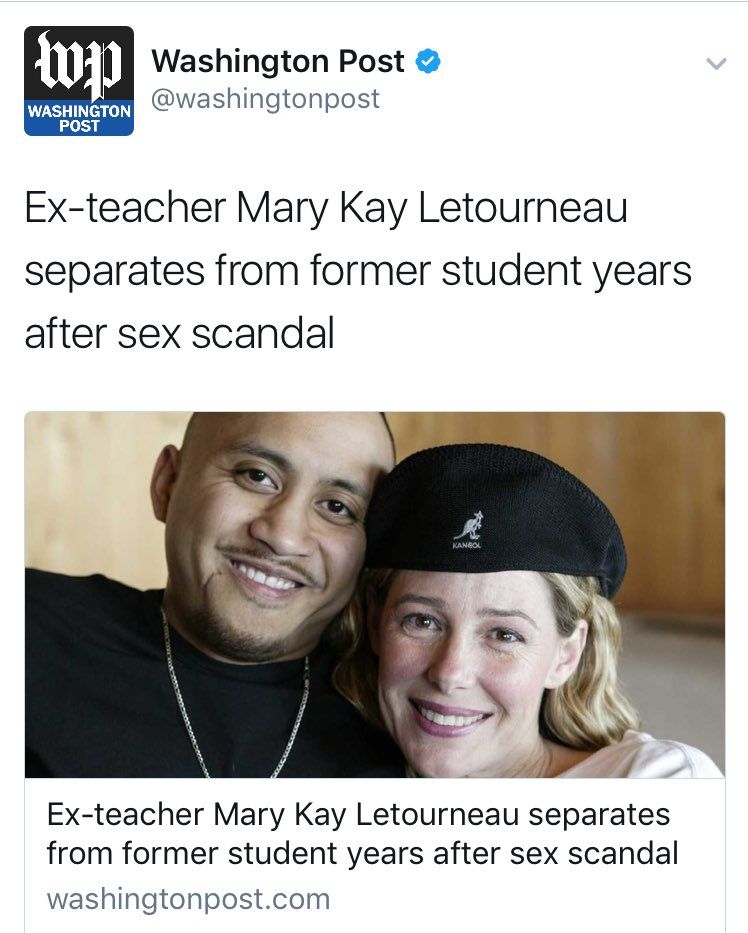 wp
WASHINGTON
POST
Washington Post
@washingtonpost
Ex-teacher Mary Kay Letourneau
separates from former student years
after sex scandal
KANGOL
Ex-teacher Mary Kay Letourneau separates
from former student years after sex scandal
washingtonpost.com